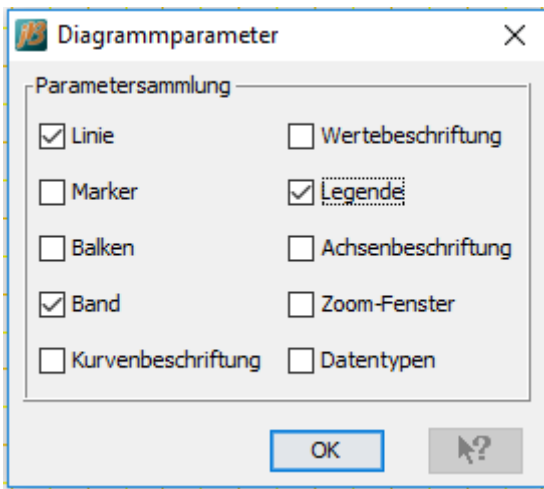 Diagrammparameter
Parametersammlung
Linie
Marker
Balken
Band
Kurvenbeschriftung
Wertebeschriftung
Legende
Achsenbeschriftung
Zoom-Fenster
Datentypen
OK
?